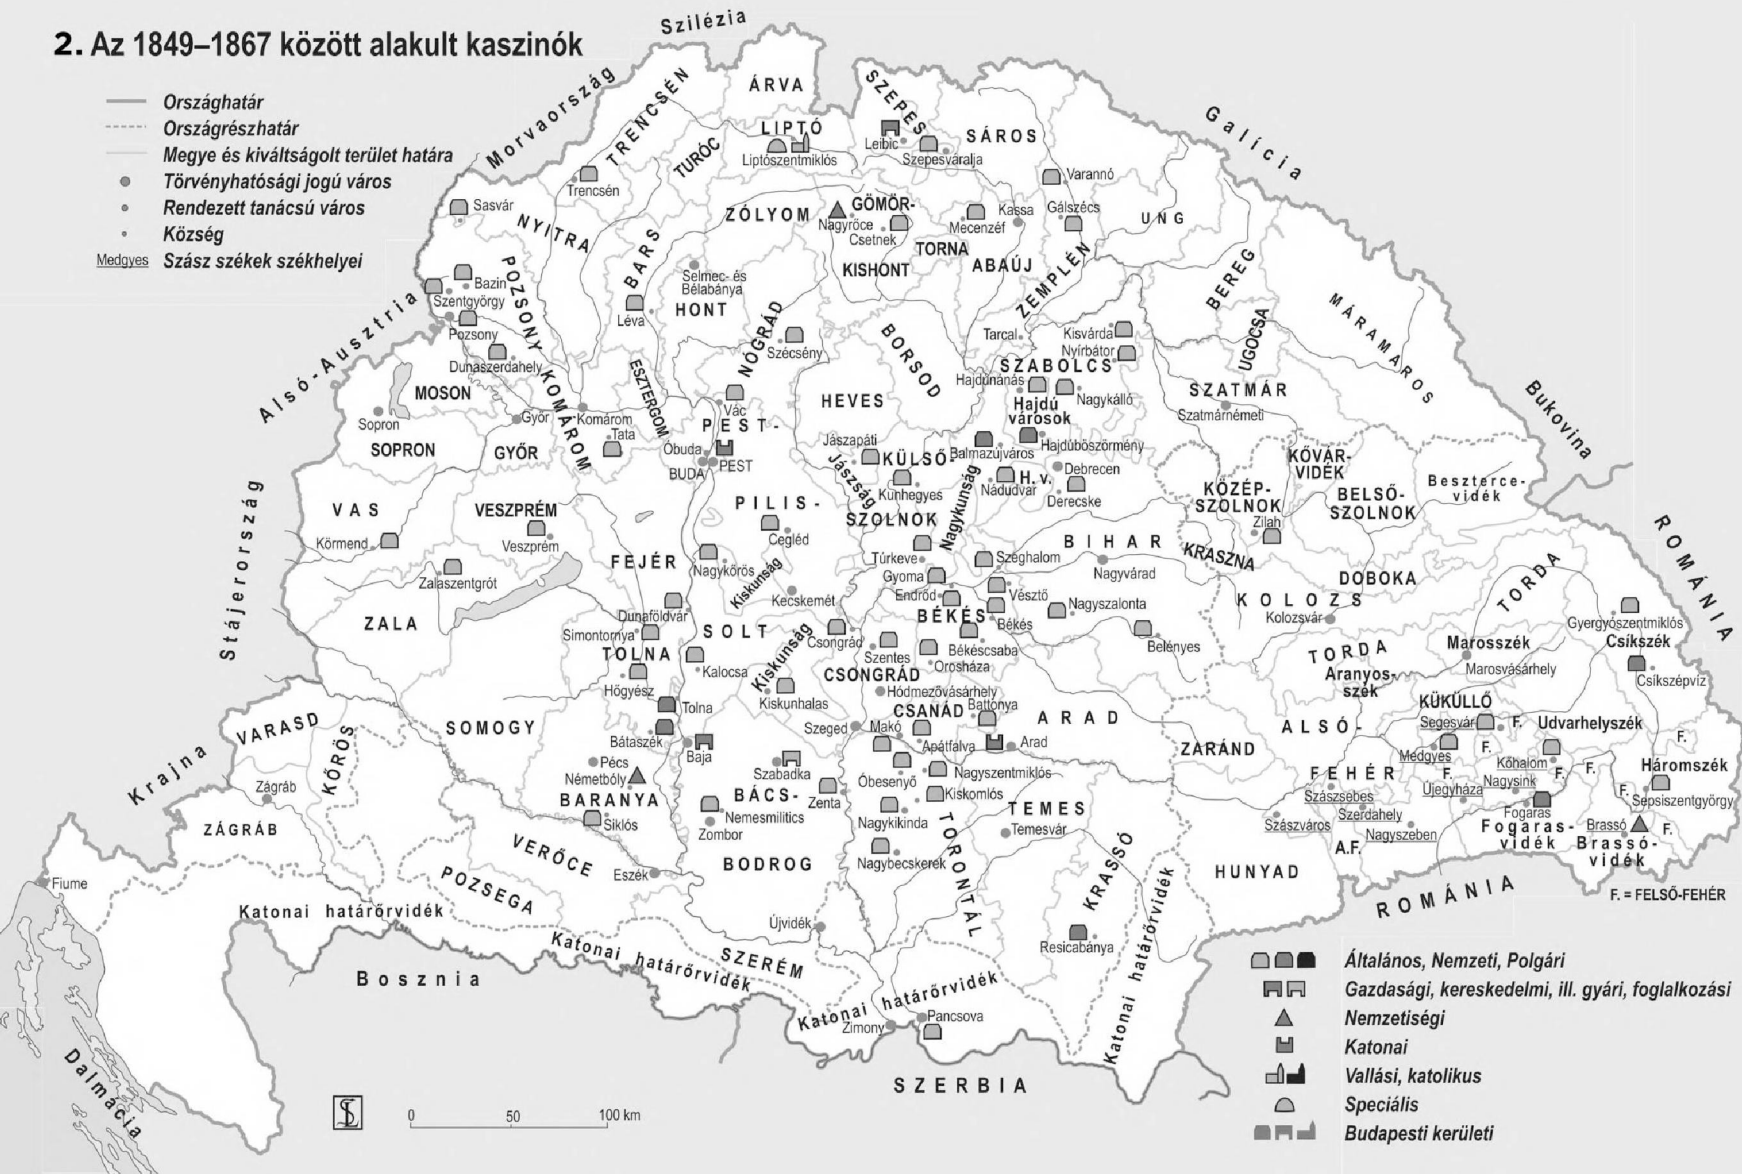 2. Az 1849–1867 között alakult kaszinók
Országhatár
Országrészhatár
Megye és kiváltságolt terület határa
Törvényhatósági jogú város
Rendezett tanácsú város
Község
Medgyes Szász székek székhelyei
Szilézia
Morvaország
Galícia
Alsó-Ausztria
Bukovina
Stájerország
ROMÁNIA
Krajna
ÁRVA
SZEPES
TRENCSÉN
LIPTÓ
SÁROS
Leibic
Liptószentmiklós
Szepesváralja
TURÓC
Trencsén
Varannó
Sasvár
NYITRA
ZÓLYOM
GÖMÖR-
Nagyrőce
Csetnek
Mecenzéf
Kassa
Gálszécs
UNG
BARS
TORNA
KISHONT
ABAÚJ
ZEMPLÉN
BEREG
Selmec- és
Bélabánya
POZSONY
Bazin
Szentgyörgy
HONT
Léva
MÁRAMAROS
Pozsony
NÓGRÁD
Szécsény
BORSOD
Tarcal
Kisvárda
Nyírbátor
UGOCSA
Dunaszerdahely
SZABOLCS
MOSON
KOMÁROM
ESZTERGOM
HEVES
Hajdúnánás
Nagykálló
SZATMÁR
Szatmárnémeti
Hajdú
városok
Sopron
Győr
Komárom
Vác
PEST-
Tata
SOPRON
GYŐR
Óbuda
BUDA
PEST
Jászapáti
Balmazújváros
Hajdúböszörmény
KÜLSŐ-
Jászság
Debrecen
KŐVÁR-
VIDÉK
Kunhegyes
Nádudvar
H. v.
Derecske
KÖZÉP-
SZOLNOK
BELSŐ-
SZOLNOK
Beszterce-
vidék
VAS
VESZPRÉM
PILIS-
SZOLNOK
Nagykunság
Zilah
Körmend
Veszprém
Cegléd
Túrkeve
BIHAR
KRASZNA
FEJÉR
Nagykőrös
Szeghalom
Nagyvárad
DOBOKA
TORDA
Zalaszentgrót
Kiskunság
Gyoma
Endrőd
Vésztő
Kecskemét
KOLOZS
ZALA
Dunaföldvár
Simontornya
SOLT
BÉKÉS
Békés
Nagyszalonta
Kolozsvár
Gyergyószentmiklós
TOLNA
Csongrád
Szentes
Békéscsaba
Belényes
Marosszék
Csíkszék
Kalocsa
Kiskunság
Orosháza
TORDA
Marosvásárhely
Hőgyész
CSONGRÁD
Aranyos-
szék
Csíkszépvíz
Kiskunhalas
Hódmezővásárhely
Tolna
CSANÁD
Battonya
KÜKÜLLŐ
VARASD
KŐRÖS
SOMOGY
Szeged
Makó
ARAD
ALSÓ-
Segesvár
F.
Udvarhelyszék
Bátaszék
Baja
Apátfalva
Arad
ZARÁND
Medgyes
F.
F.
Pécs
Németbóly
Szabadka
Óbesenyő
Nagyszentmiklós
FEHÉR
F.
Kőhalom
F.
F.
Háromszék
Zágráb
BARANYA
BÁCS-
Zenta
Kiskomlós
Szászsebes
Újegyháza
Nagysink
F.
Sepsiszentgyörgy
ZÁGRÁB
Siklós
Nemesmilitics
Zombor
Nagykikinda
TEMES
Temesvár
Szászváros
Szerdahely
Nagyszeben
Fogaras
Fogaras-
vidék
Brassó
F.
Brassó-
vidék
VERŐCE
TORONTÁL
A.F.
Fiume
POZSEGA
Eszék
BODROG
Nagybecskerek
KRASSÓ
HUNYAD
ROMÁNIA
F. = FELSŐ-FEHÉR
Katonai határőrvidék
Katonai határőrvidék
Újvidék
SZERÉM
Resicabánya
Katonai határőrvidék
Katonai határőrvidék
Katonai határőrvidék
Bosznia
Zimony
Pancsova
SZERBIA
Dalmácia
0 50 100 km
Általános, Nemzeti, Polgári
Gazdasági, kereskedelmi, ill. gyári, foglalkozási
Nemzetiségi
Katonai
Vallási, katolikus
Speciális
Budapesti kerületi